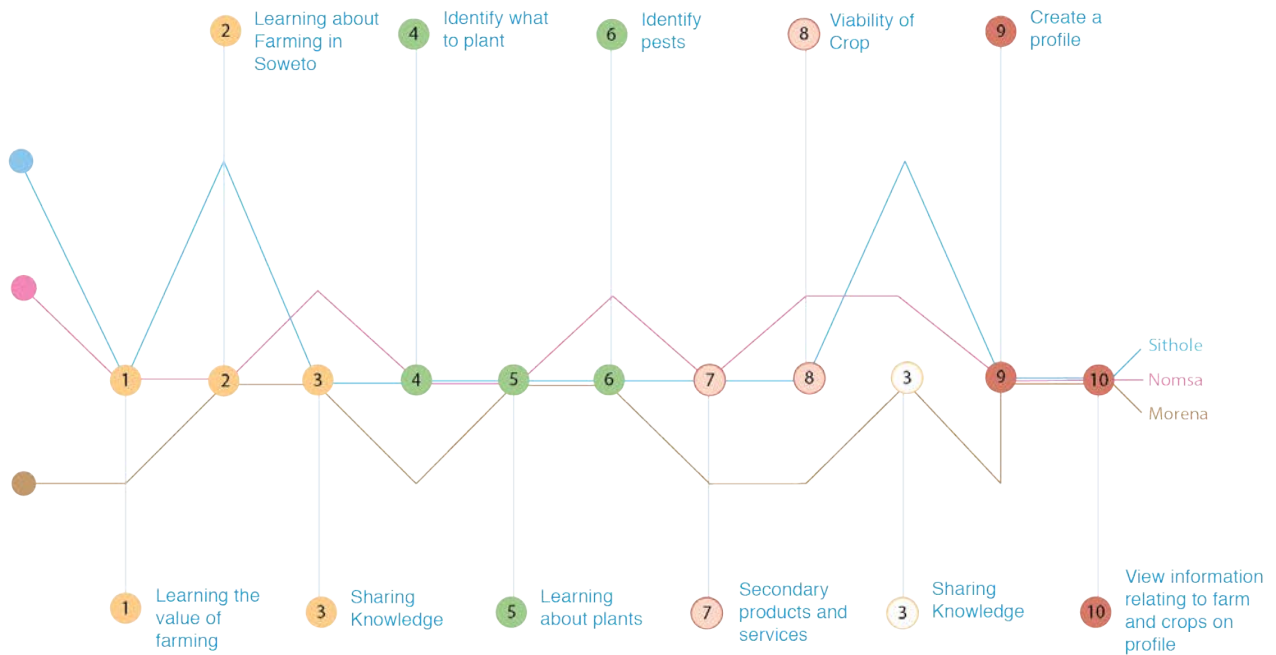 2
Learning about
Farming in
Soweto
4
Identify what
to plant
6
Identify
pests
8
Viability of
Crop
9
Create a
profile
1
2
3
4
5
6
7
8
3
9
10
Sithole
Nomsa
Morena
1
Learning the
value of
farming
3
Sharing
Knowledge
5
Learning
about plants
7
Secondary
products and
services
3
Sharing
Knowledge
10
View information
relating to farm
and crops on
profile